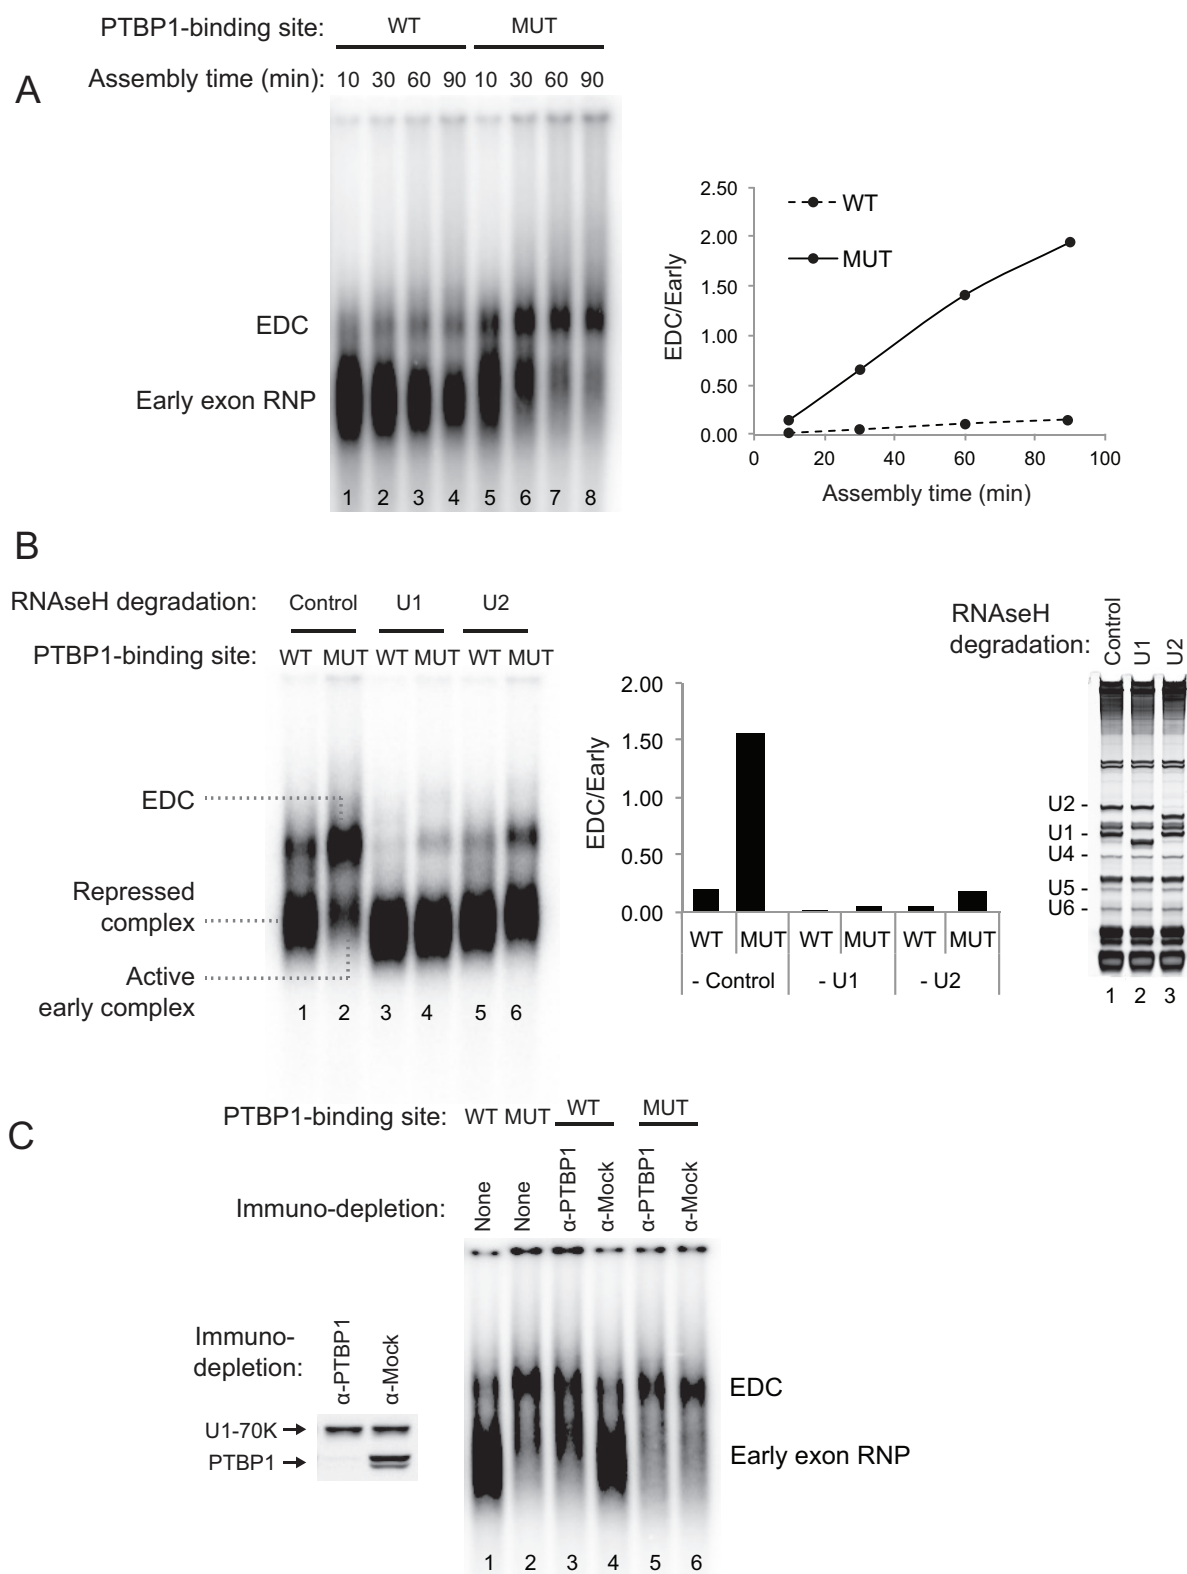 A
PTBP1-binding site: WT MUT
Assembly time (min): 10 30 60 90 10 30 60 90
EDC
Early exon RNP
1 2 3 4 5 6 7 8
2.50
2.00
1.50
1.00
0.50
0.00
EDC/Early
WT
MUT
0 20 40 60 80 100
Assembly time (min)
B
RNAseH degradation: Control U1 U2
PTBP1-binding site: WT MUT WT MUT WT MUT
EDC
Repressed
complex
Active
early complex
1 2 3 4 5 6
2.00
1.50
1.00
0.50
0.00
EDC/Early
WT MUT WT MUT WT MUT
- Control - U1 - U2
RNAseH
degradation: Control U1 U2
U2 -
U1 -
U4 -
U5 -
U6 -
1 2 3
C
PTBP1-binding site: WT MUT WT MUT
Immuno-depletion: None None α-PTBP1 α-Mock α-PTBP1 α-Mock
EDC
Early exon RNP
1 2 3 4 5 6
Immuno-
depletion: α-PTBP1 α-Mock
U1-70K
PTBP1